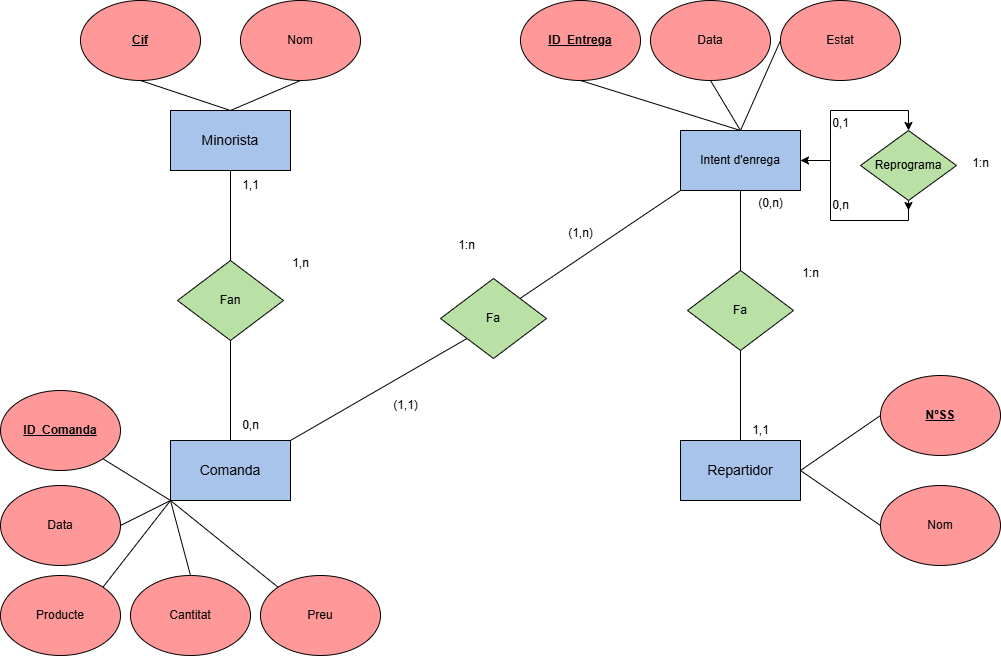 Cif
Nom
ID_Entrega
Data
Estat
Minorista
Intent d'enrega
0,1
Reprograma
1:n
0,n
1,1
(0,n)
(1,n)
1:n
1,n
1:n
Fan
Fa
Fa
(1,1)
0,n
1,1
ID_Comanda
NºSS
Comanda
Repartidor
Data
Nom
Producte
Cantitat
Preu